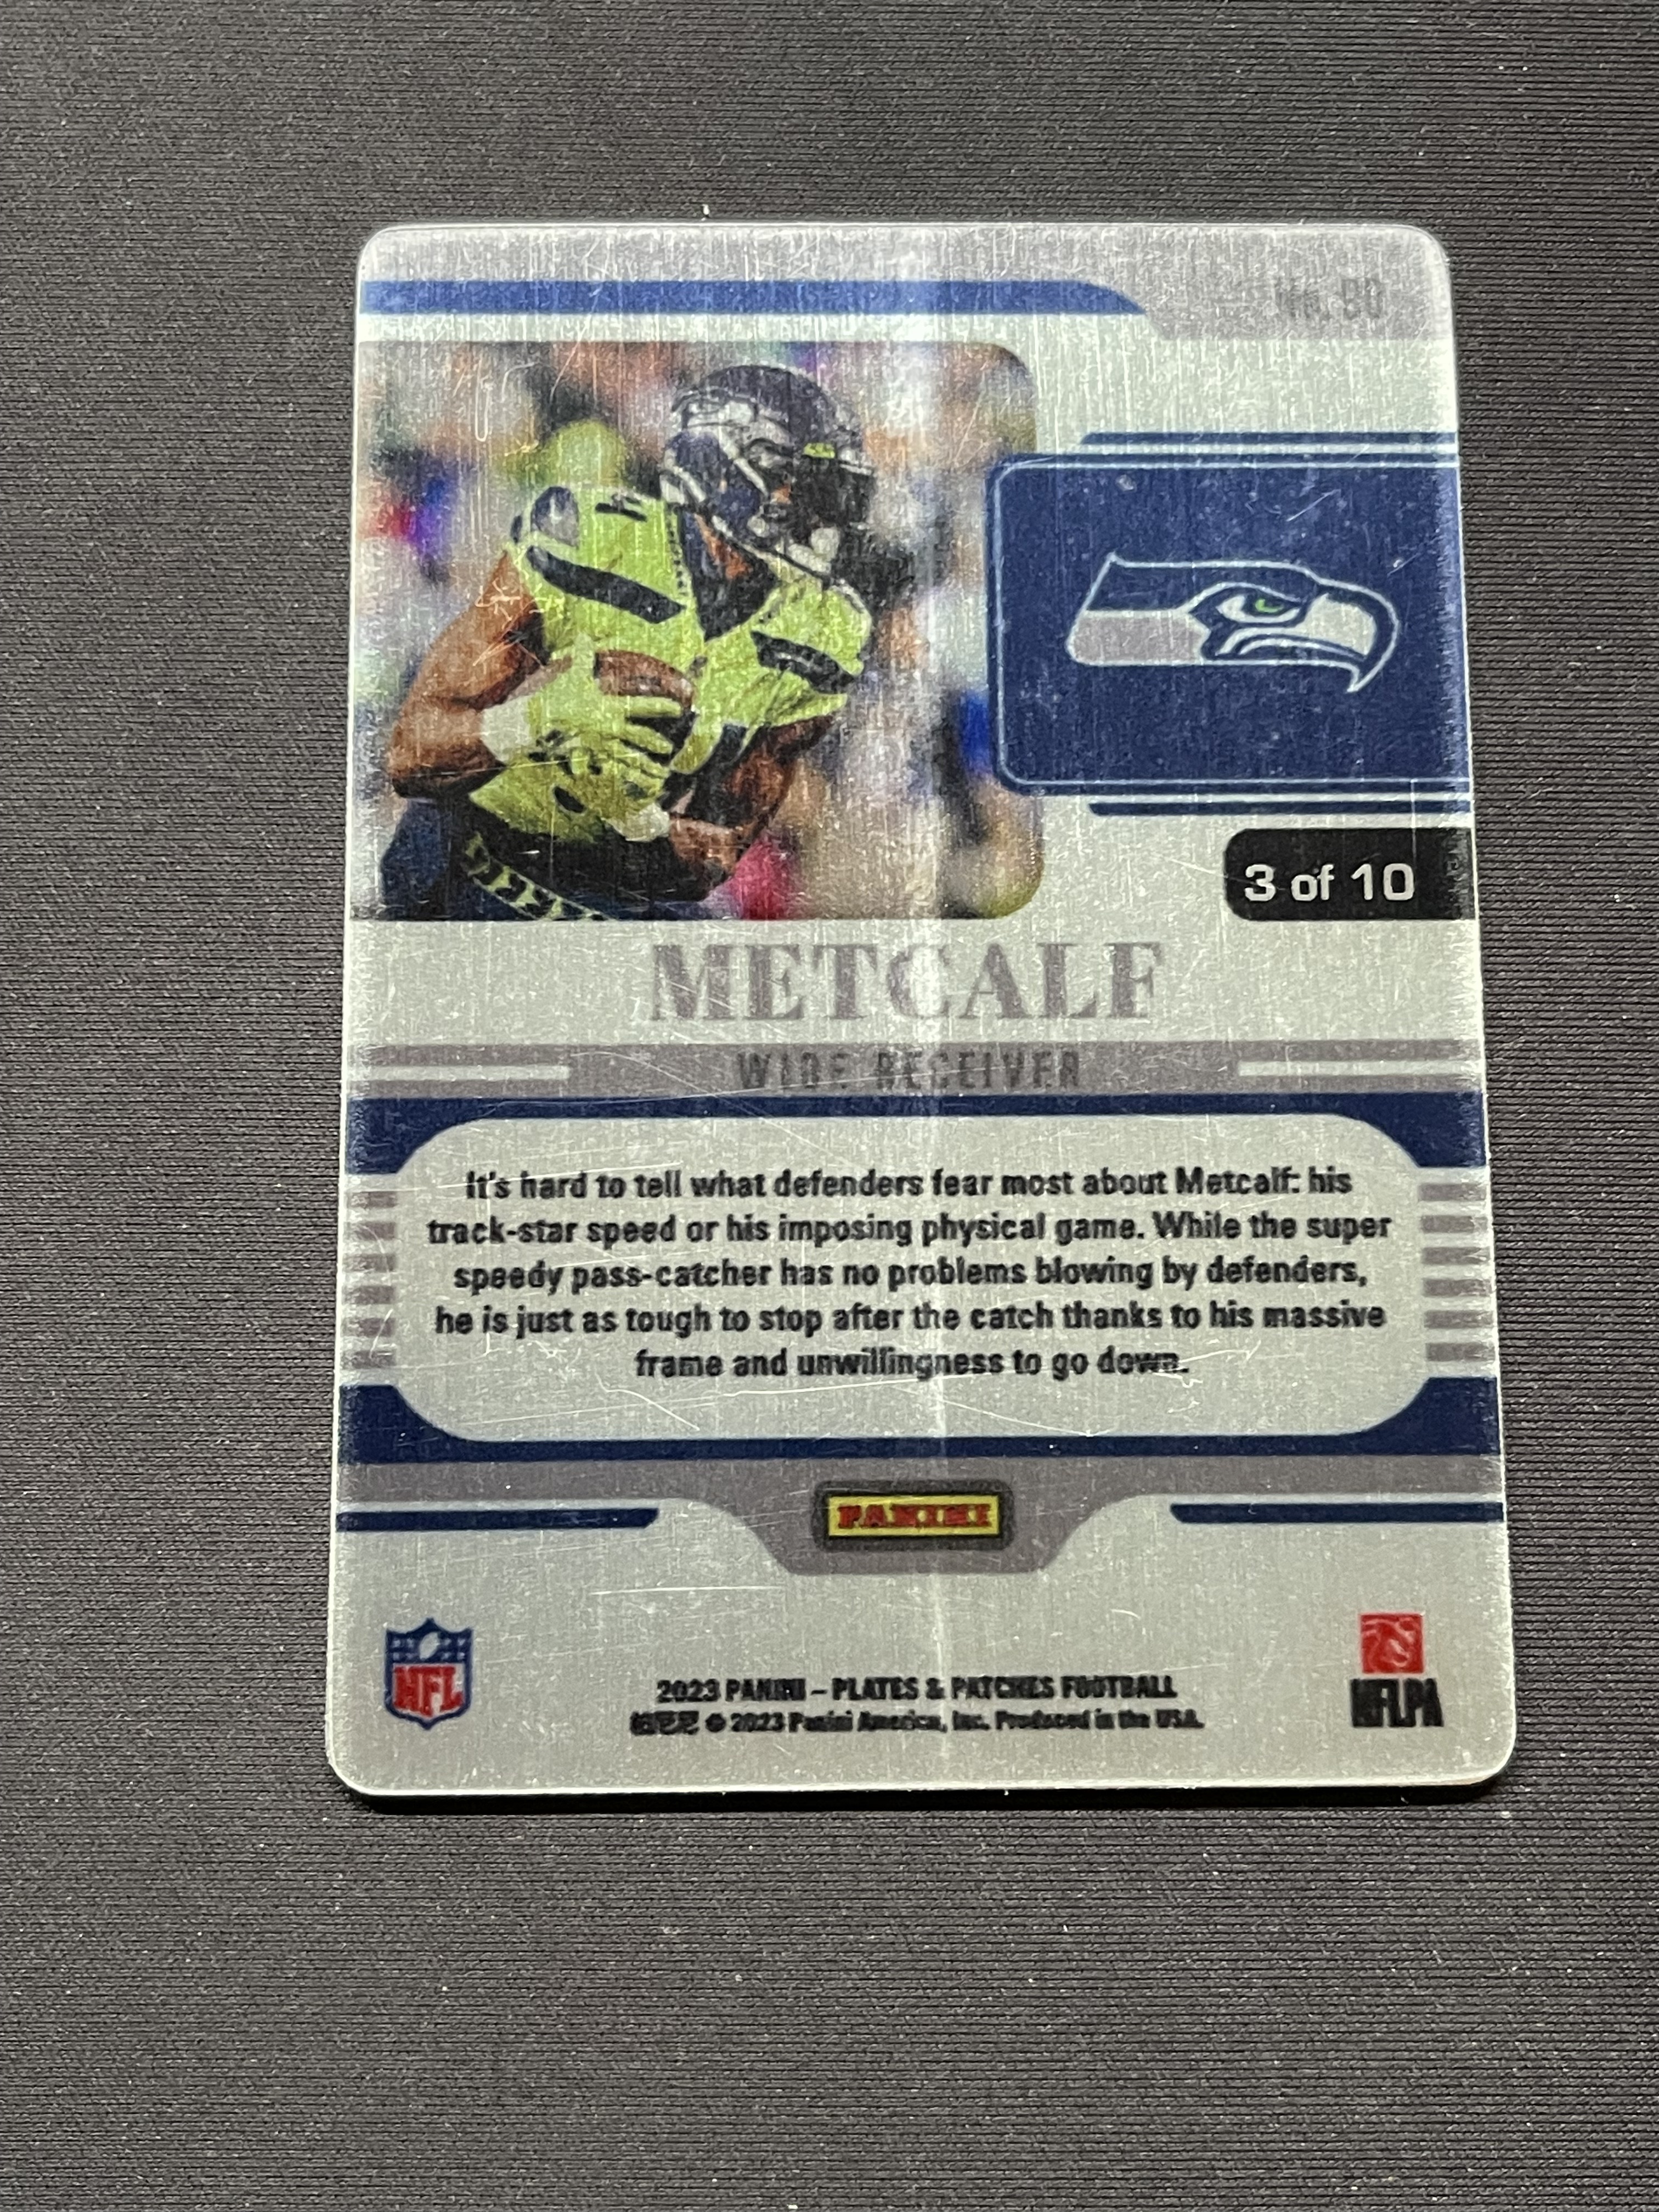 No. 80
3 of 10
METCALF
WIDE RECEIVER
It's hard to tell what defenders fear most about Metcalf: his
track-star speed or his imposing physical game. While the super
speedy pass-catcher has no problems blowing by defenders,
he is just as tough to stop after the catch thanks to his massive
frame and unwillingness to go down.
PANINI
NFL
2023 PANINI – PLATES & PATCHES FOOTBALL
© 2023 Panini America, Inc. Produced in the USA.
NFLPA